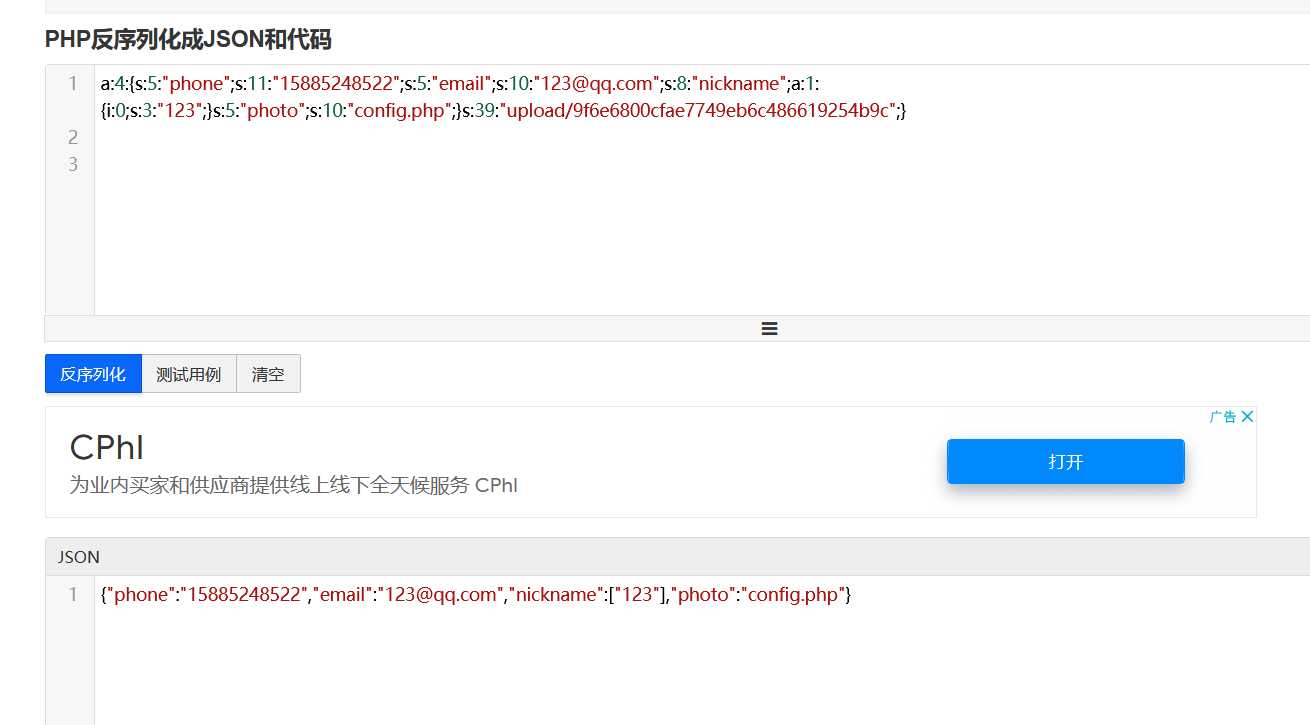 PHP反序列化成JSON和代码
1 a:4:{s:5:"phone";s:11:"15885248522";s:5:"email";s:10:"123@qq.com";s:8:"nickname";a:1:
{i:0;s:3:"123";}s:5:"photo";s:10:"config.php";}s:39:"upload/9f6e6800cfae7749eb6c486619254b9c";}
2
3
反序列化 测试用例 清空
广告
CPhI
为业内买家和供应商提供线上线下全天候服务 CPhI
打开
JSON
1 {"phone":"15885248522","email":"123@qq.com","nickname":["123"],"photo":"config.php"}